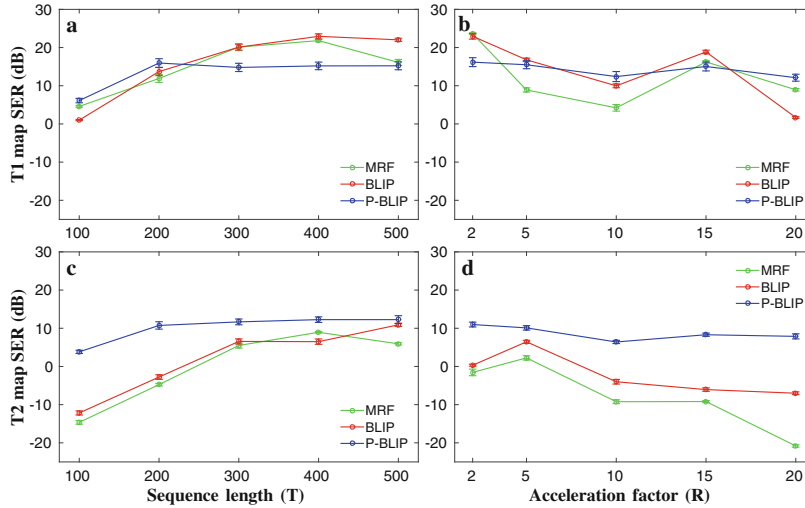 a
T1 map SER (dB)
30
20
10
0
-10
-20
MRF
BLIP
P-BLIP
100
200
300
400
500
b
30
20
10
0
-10
-20
MRF
BLIP
P-BLIP
2
5
10
15
20
c
T2 map SER (dB)
30
20
10
0
-10
-20
MRF
BLIP
P-BLIP
100
200
300
400
500
Sequence length (T)
d
30
20
10
0
-10
-20
MRF
BLIP
P-BLIP
2
5
10
15
20
Acceleration factor (R)